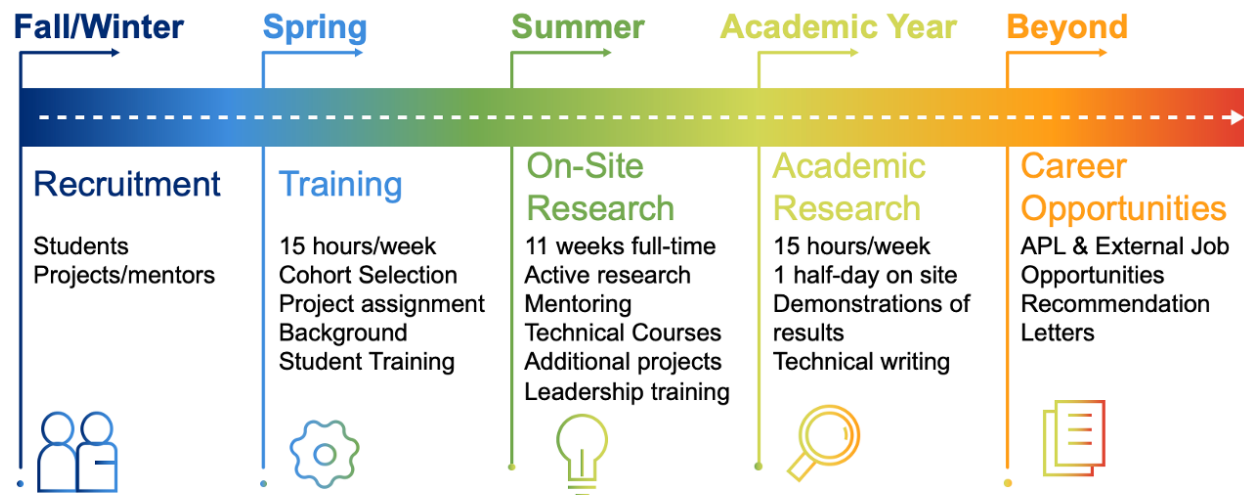 Fall/Winter
Spring
Summer
Academic Year
Beyond
Recruitment
Students
Projects/mentors
Training
15 hours/week
Cohort Selection
Project assignment
Background
Student Training
On-Site
Research
11 weeks full-time
Active research
Mentoring
Technical Courses
Additional projects
Leadership training
Academic
Research
15 hours/week
1 half-day on site
Demonstrations of
results
Technical writing
Career
Opportunities
APL & External Job
Opportunities
Recommendation
Letters